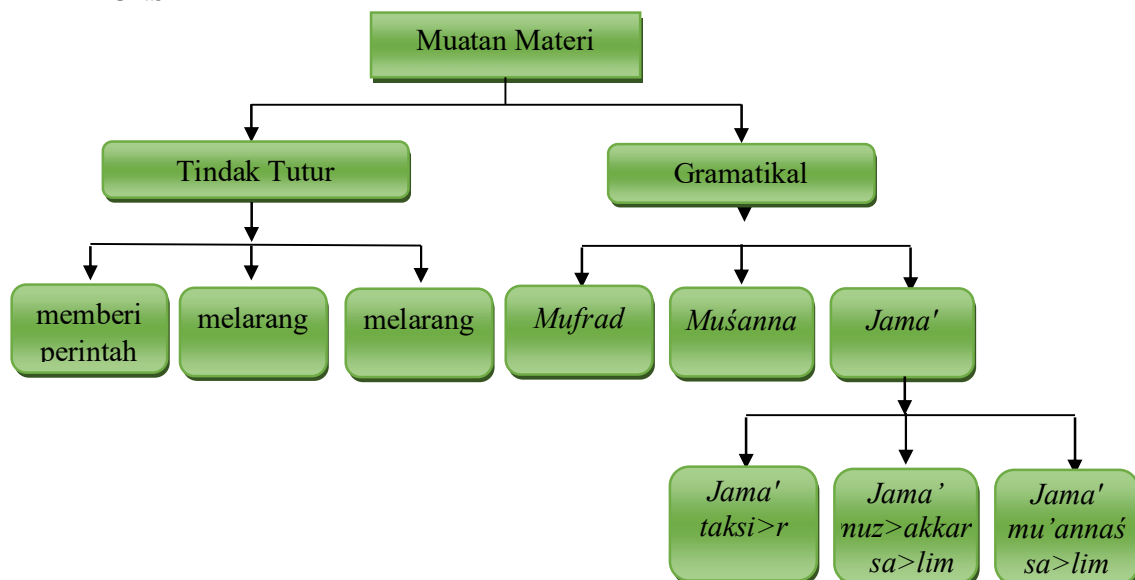 Muatan Materi
Tindak Tutur
Gramatikal
memberi
perintah
melarang
melarang
Mufrad
Muśanna
Jama'
Jama'
taksi>r
Jama’
nuz>akkar
sa>lim
Jama'
mu’annaś
sa>lim